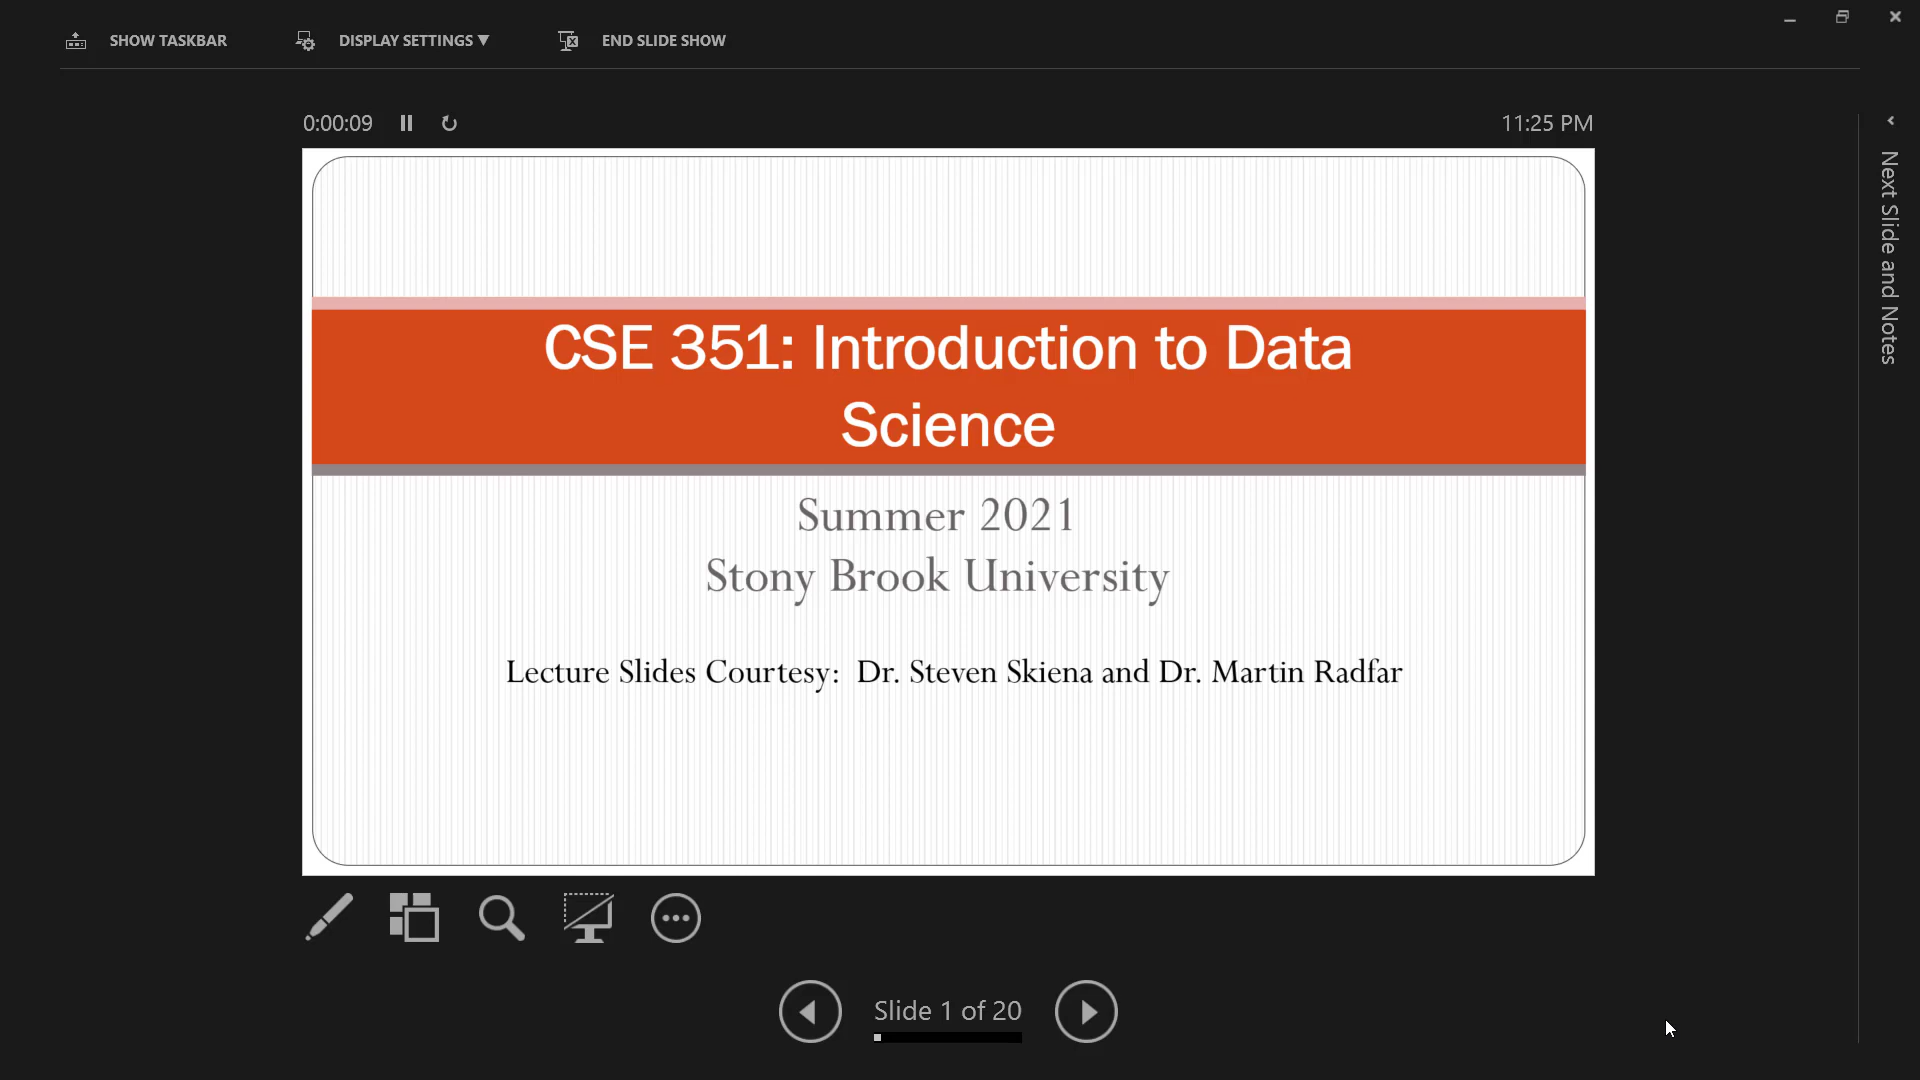 SHOW TASKBAR
DISPLAY SETTINGS ▼
END SLIDE SHOW
0:00:09
11:25 PM
CSE 351: Introduction to Data
Science
Summer 2021
Stony Brook University
Lecture Slides Courtesy: Dr. Steven Skiena and Dr. Martin Radfar
Slide 1 of 20
Next Slide and Notes